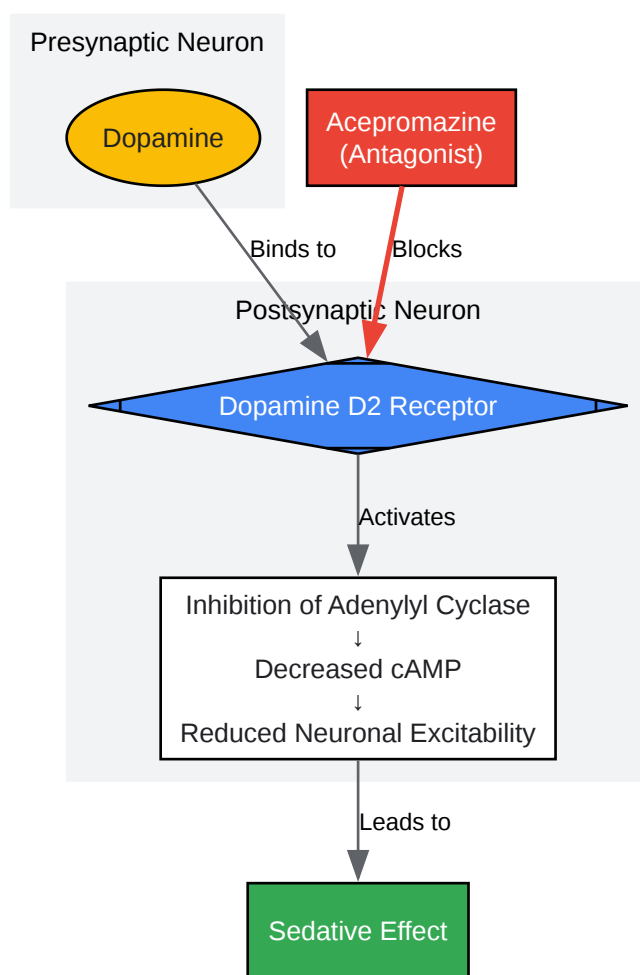 Presynaptic Neuron
Dopamine
Acepromazine
(Antagonist)
Binds to
Blocks
Postsynaptic Neuron
Dopamine D2 Receptor
Activates
Inhibition of Adenylyl Cyclase
↓
Decreased cAMP
↓
Reduced Neuronal Excitability
Leads to
Sedative Effect